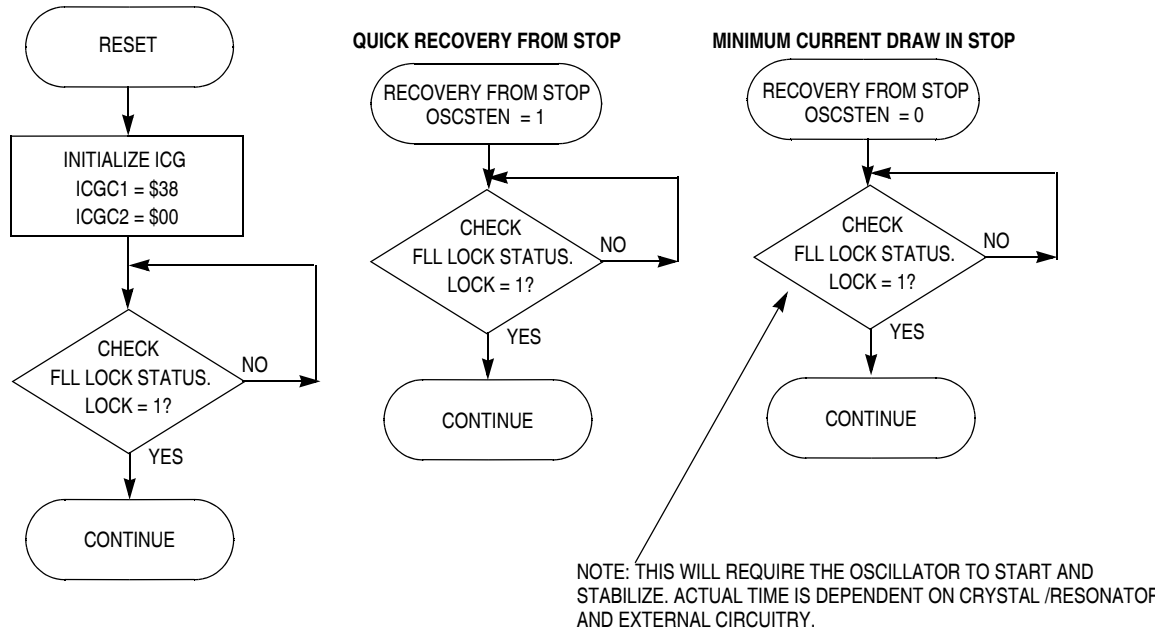 RESET
INITIALIZE ICG
ICGC1 = $38
ICGC2 = $00
CHECK
FLL LOCK STATUS.
LOCK = 1?
NO
YES
CONTINUE
QUICK RECOVERY FROM STOP
RECOVERY FROM STOP
OSCSTEN = 1
CHECK
FLL LOCK STATUS.
LOCK = 1?
NO
YES
CONTINUE
MINIMUM CURRENT DRAW IN STOP
RECOVERY FROM STOP
OSCSTEN = 0
CHECK
FLL LOCK STATUS.
LOCK = 1?
NO
YES
CONTINUE
NOTE: THIS WILL REQUIRE THE OSCILLATOR TO START AND
STABILIZE. ACTUAL TIME IS DEPENDENT ON CRYSTAL /RESONATOR
AND EXTERNAL CIRCUITRY.